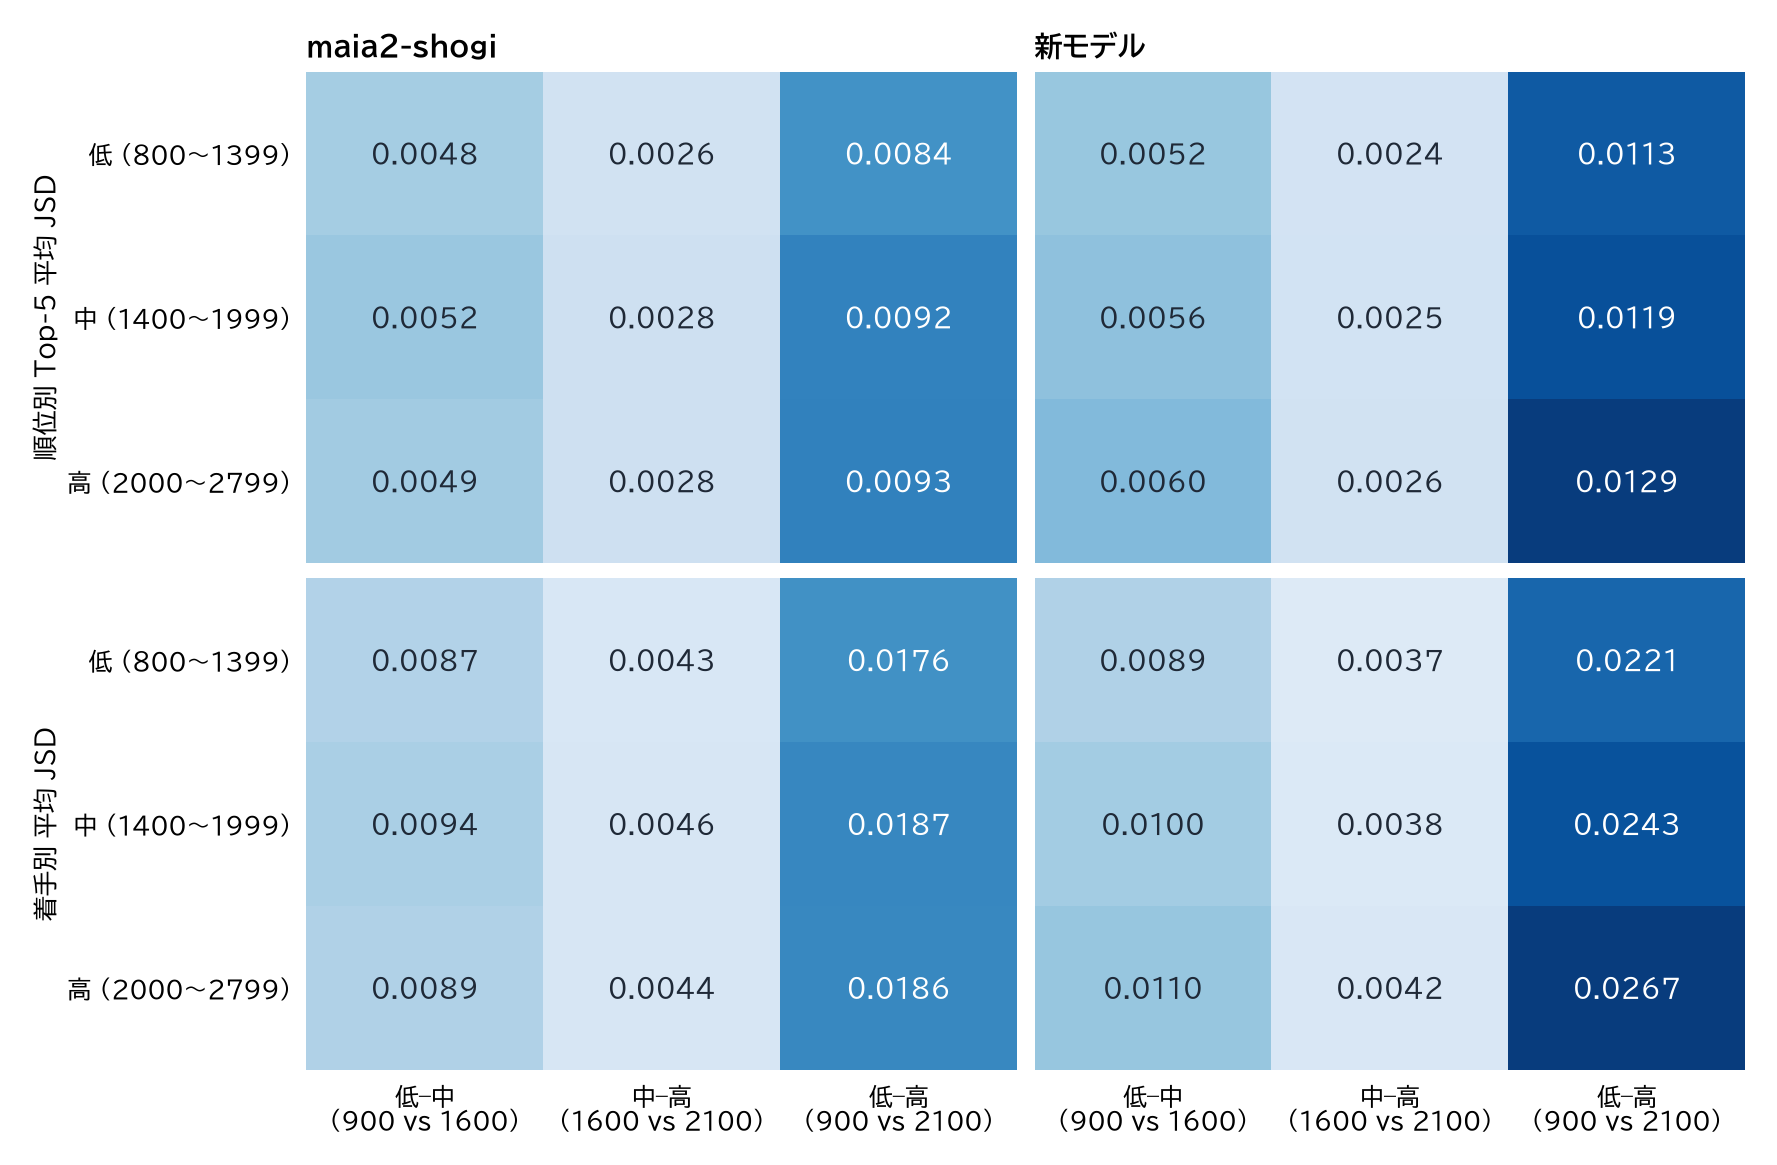 maia2-shogi 新モデル
順位別 Top-5 平均 JSD
低 (800～1399) 0.0048 0.0026 0.0084 0.0052 0.0024 0.0113
中 (1400～1999) 0.0052 0.0028 0.0092 0.0056 0.0025 0.0119
高 (2000～2799) 0.0049 0.0028 0.0093 0.0060 0.0026 0.0129
着手別 平均 JSD
低 (800～1399) 0.0087 0.0043 0.0176 0.0089 0.0037 0.0221
中 (1400～1999) 0.0094 0.0046 0.0187 0.0100 0.0038 0.0243
高 (2000～2799) 0.0089 0.0044 0.0186 0.0110 0.0042 0.0267
低–中 中–高 低–高 低–中 中–高 低–高
(900 vs 1600) (1600 vs 2100) (900 vs 2100) (900 vs 1600) (1600 vs 2100) (900 vs 2100)